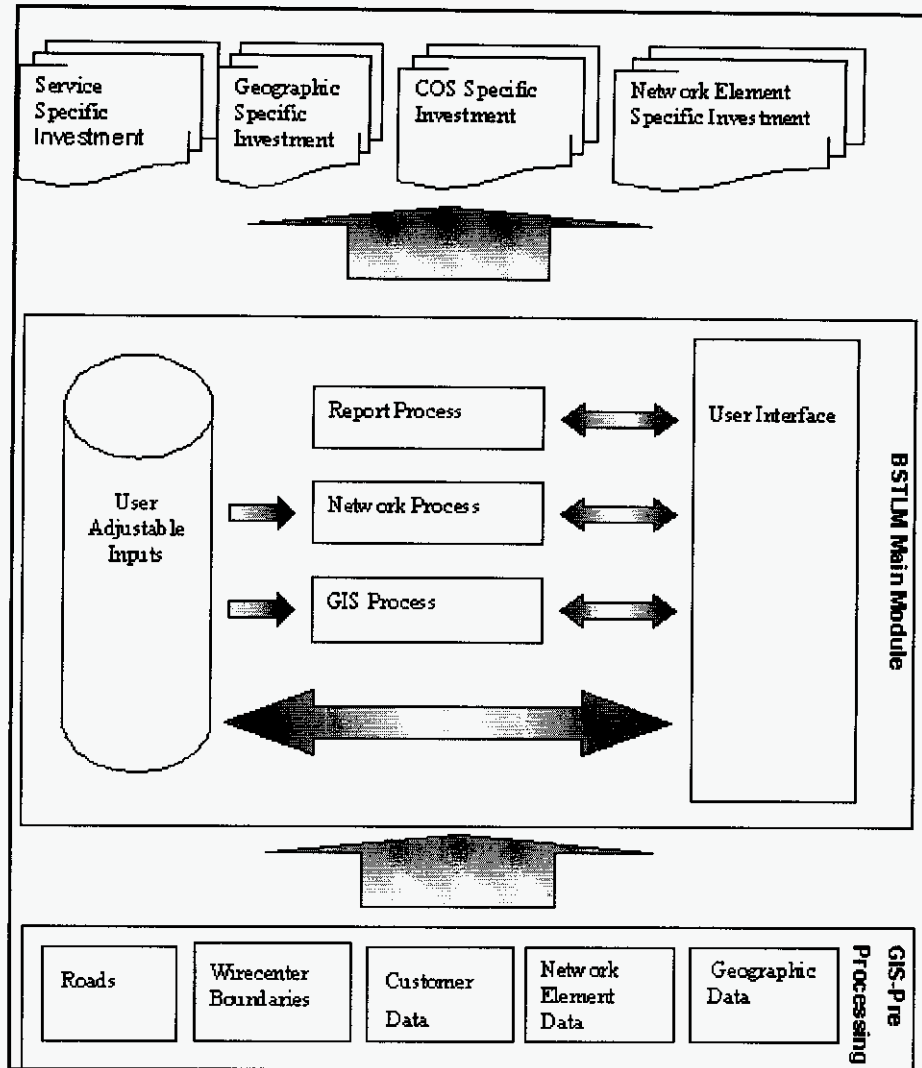 Service
Specific
Investment
Geographic
Specific
Investment
COS Specific
Investment
Network Element
Specific Investment
User
Adjustable
Inputs
Report Process
Network Process
GIS Process
User Interface
BSTLM Main Module
Roads
Wirecenter
Boundaries
Customer
Data
Network
Element
Data
Geographic
Data
GIS-Pre
Processing